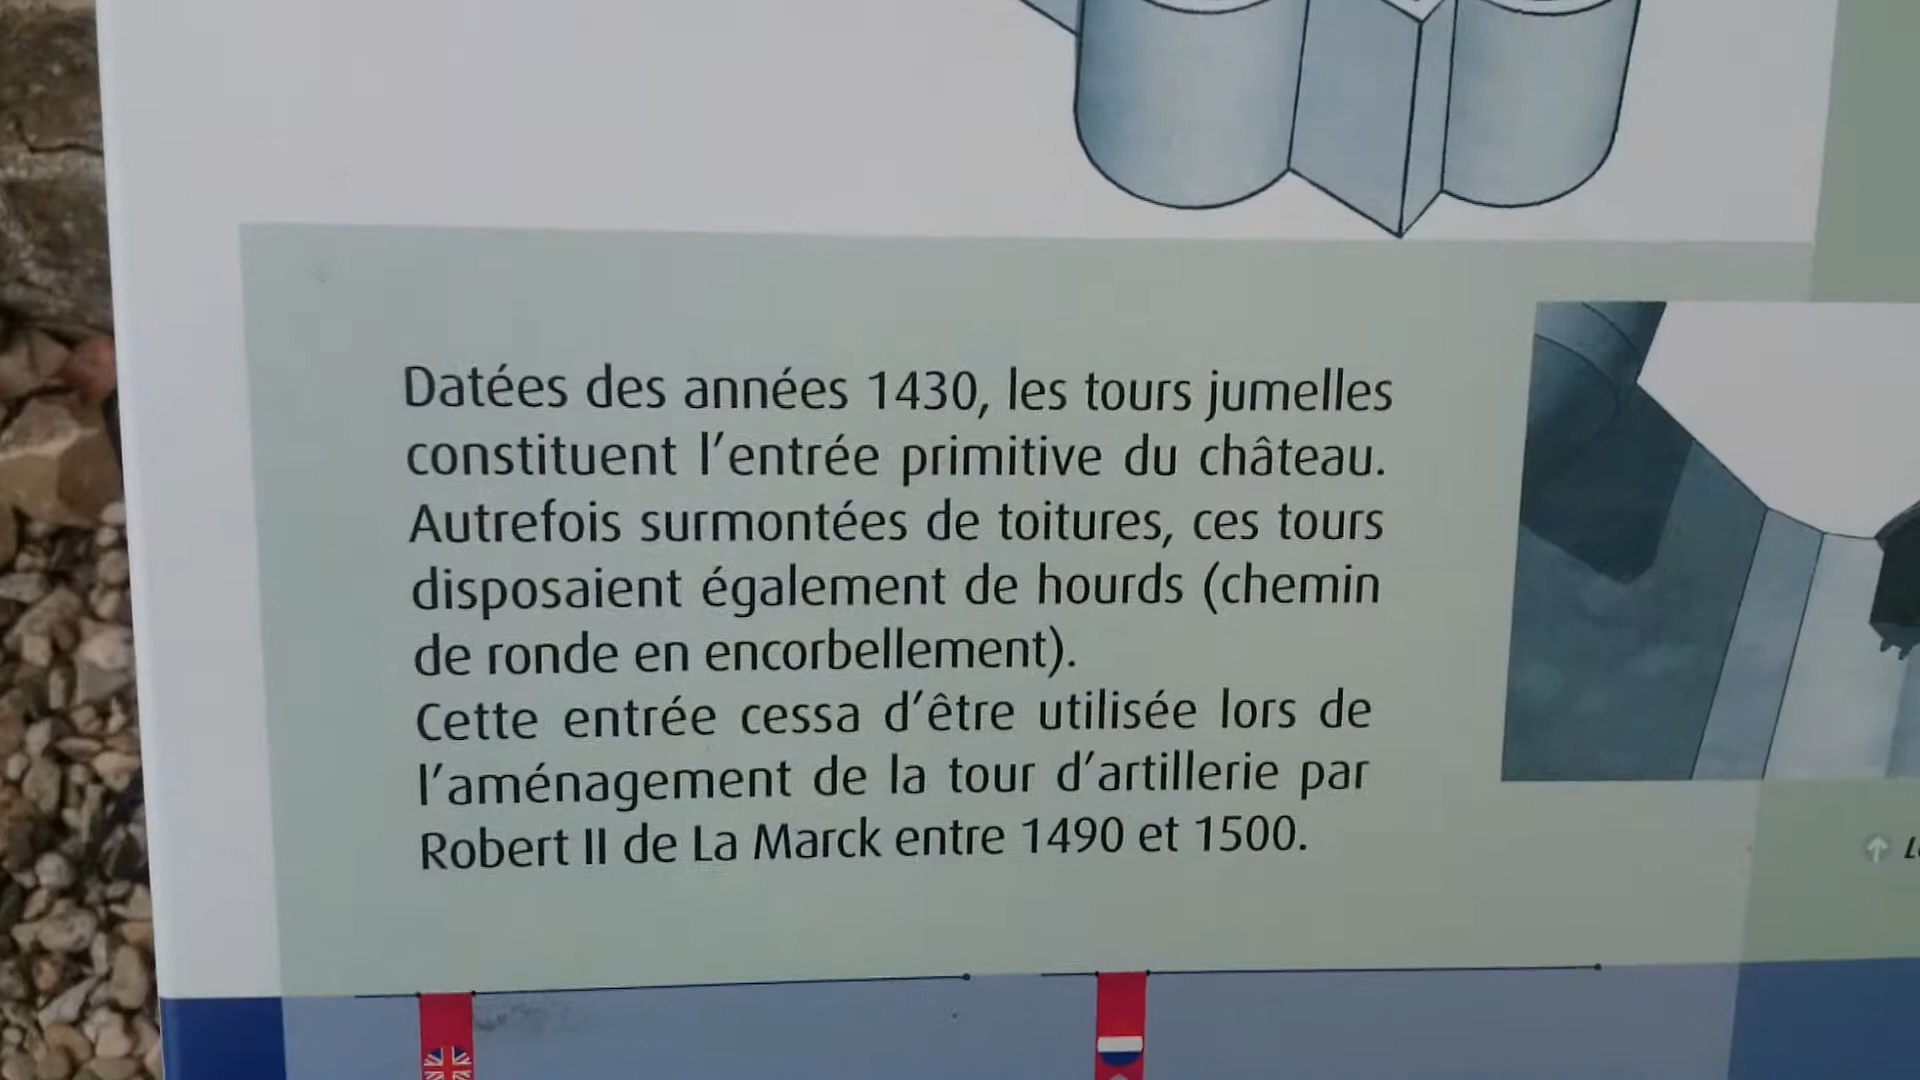 Datées des années 1430, les tours jumelles
constituent l'entrée primitive du château.
Autrefois surmontées de toitures, ces tours
disposaient également de hourds (chemin
de ronde en encorbellement).
Cette entrée cessa d'être utilisée lors de
l'aménagement de la tour d'artillerie par
Robert II de La Marck entre 1490 et 1500.